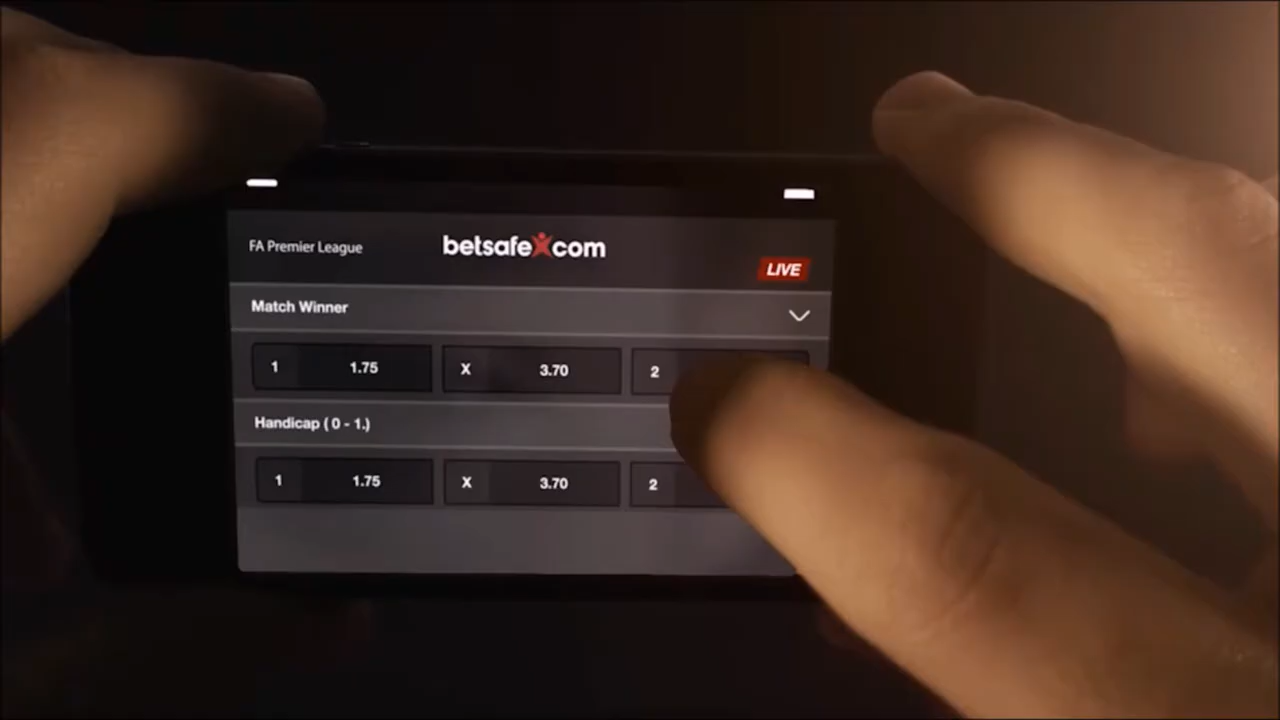 FA Premier League
betsafe.com
LIVE
Match Winner
1 1.75 X 3.70 2
Handicap ( 0 - 1.)
1 1.75 X 3.70 2